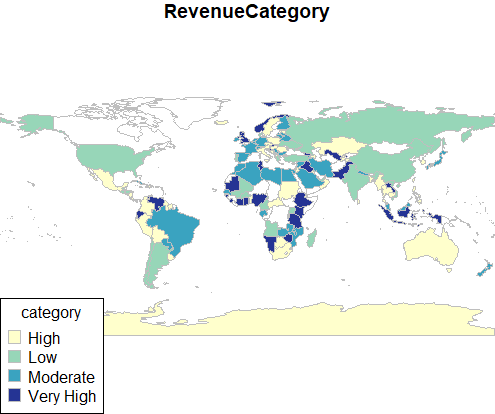 RevenueCategory
category
High
Low
Moderate
Very High